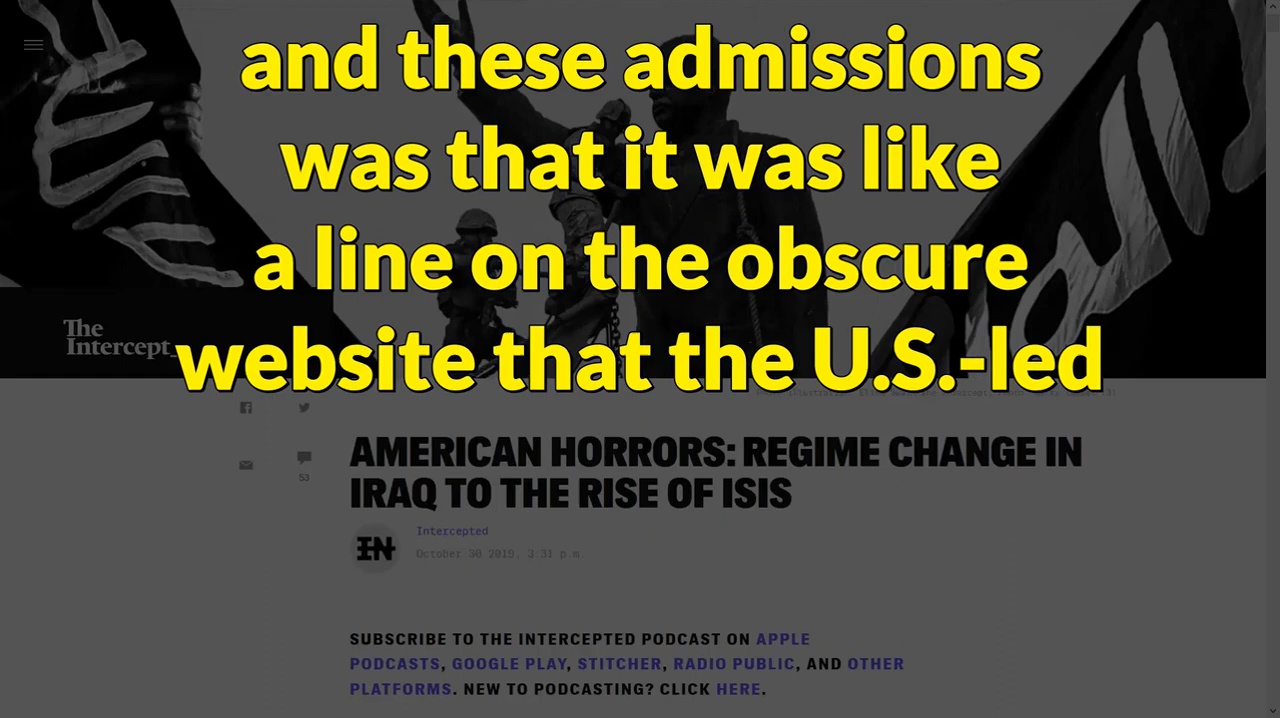 and these admissions
was that it was like
a line on the obscure
website that the U.S.-led
The
Intercept_
53
AMERICAN HORRORS: REGIME CHANGE IN
IRAQ TO THE RISE OF ISIS
IN
Intercepted
October 30 2019, 3:31 p.m.
SUBSCRIBE TO THE INTERCEPTED PODCAST ON APPLE
PODCASTS, GOOGLE PLAY, STITCHER, RADIO PUBLIC, AND OTHER
PLATFORMS. NEW TO PODCASTING? CLICK HERE.